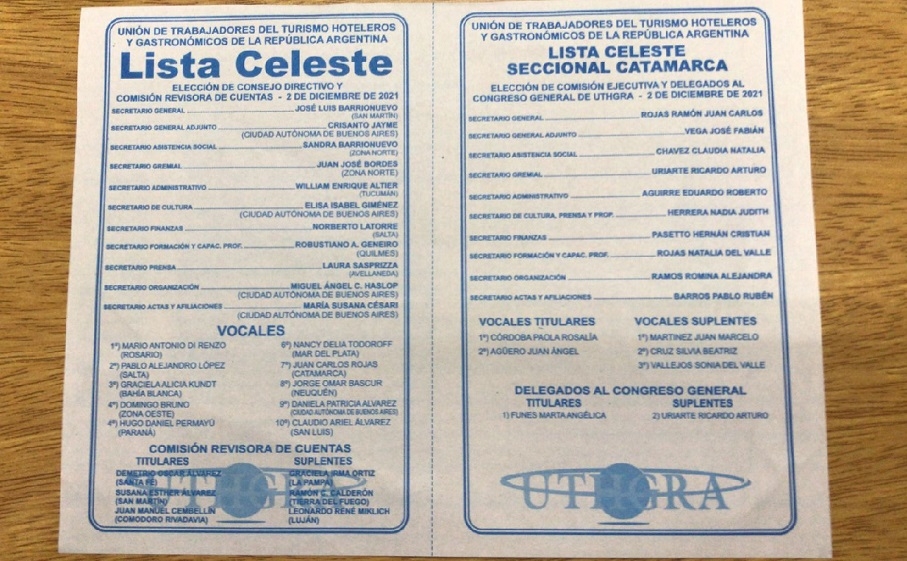 UNIÓN DE TRABAJADORES DEL TURISMO HOTELEROS
Y GASTRONÓMICOS DE LA REPÚBLICA ARGENTINA
Lista Celeste
ELECCIÓN DE CONSEJO DIRECTIVO Y
COMISIÓN REVISORA DE CUENTAS - 2 DE DICIEMBRE DE 2021
SECRETARIO GENERAL JOSÉ LUIS BARRIONUEVO
(SAN MARTÍN)
SECRETARIO GENERAL ADJUNTO CRISANTO JAYME
(CIUDAD AUTÓNOMA DE BUENOS AIRES)
SECRETARIO ASISTENCIA SOCIAL SANDRA BARRIONUEVO
(ZONA NORTE)
SECRETARIO GREMIAL JUAN JOSÉ BORDES
(ZONA NORTE)
SECRETARIO ADMINISTRATIVO WILLIAM ENRIQUE ALTIER
(TUCUMÁN)
SECRETARIO DE CULTURA ELISA ISABEL GIMÉNEZ
(CIUDAD AUTÓNOMA DE BUENOS AIRES)
SECRETARIO FINANZAS NORBERTO LATORRE
(SALTA)
SECRETARIO FORMACIÓN Y CAPAC. PROF. ROBUSTIANO A. GENEIRO
(QUILMES)
SECRETARIO PRENSA LAURA SASPRIZZA
(AVELLANEDA)
SECRETARIO ORGANIZACIÓN MIGUEL ÁNGEL C. HASLOP
(CIUDAD AUTÓNOMA DE BUENOS AIRES)
SECRETARIO ACTAS Y AFILIACIONES MARÍA SUSANA CÉSARI
(CIUDAD AUTÓNOMA DE BUENOS AIRES)
VOCALES
1º) MARIO ANTONIO DI RENZO
(ROSARIO)
2º) PABLO ALEJANDRO LÓPEZ
(SALTA)
3º) GRACIELA ALICIA KUNDT
(BAHÍA BLANCA)
4º) DOMINGO BRUNO
(ZONA OESTE)
4º) HUGO DANIEL PERMAYÚ
(PARANÁ)
6º) NANCY DELIA TODOROFF
(MAR DEL PLATA)
7º) JUAN CARLOS ROJAS
(CATAMARCA)
8º) JORGE OMAR BASCUR
(NEUQUÉN)
9º) DANIELA PATRICIA ALVAREZ
(CIUDAD AUTÓNOMA DE BUENOS AIRES)
10º) CLAUDIO ARIEL ÁLVAREZ
(SAN LUIS)
COMISIÓN REVISORA DE CUENTAS
TITULARES
DEMETRIO OSCAR ÁLVAREZ
(SANTA FÉ)
SUSANA ESTHER ÁLVAREZ
(SAN MARTÍN)
JUAN MANUEL CEMBELLIN
(COMODORO RIVADAVIA)
SUPLENTES
GRACIELA IRMA ORTIZ
(LA PAMPA)
RAMÓN C. CALDERÓN
(TIERRA DEL FUEGO)
LEONARDO RENÉ MIKLICH
(LUJÁN)
UTHGRA
UNIÓN DE TRABAJADORES DEL TURISMO HOTELEROS
Y GASTRONÓMICOS DE LA REPÚBLICA ARGENTINA
LISTA CELESTE
SECCIONAL CATAMARCA
ELECCIÓN DE COMISIÓN EJECUTIVA Y DELEGADOS AL
CONGRESO GENERAL DE UTHGRA - 2 DE DICIEMBRE DE 2021
SECRETARIO GENERAL ROJAS RAMÓN JUAN CARLOS
SECRETARIO GENERAL ADJUNTO VEGA JOSÉ FABIÁN
SECRETARIO ASISTENCIA SOCIAL CHAVEZ CLAUDIA NATALIA
SECRETARIO GREMIAL URIARTE RICARDO ARTURO
SECRETARIO ADMINISTRATIVO AGUIRRE EDUARDO ROBERTO
SECRETARIO DE CULTURA, PRENSA Y PROP. HERRERA NADIA JUDITH
SECRETARIO FINANZAS PASETTO HERNÁN CRISTIAN
SECRETARIO FORMACIÓN Y CAPAC. PROF. ROJAS NATALIA DEL VALLE
SECRETARIO ORGANIZACIÓN RAMOS ROMINA ALEJANDRA
SECRETARIO ACTAS Y AFILIACIONES BARROS PABLO RUBÉN
VOCALES TITULARES
1º) CÓRDOBA PAOLA ROSALÍA
2º) AGÜERO JUAN ÁNGEL
VOCALES SUPLENTES
1º) MARTINEZ JUAN MARCELO
2º) CRUZ SILVIA BEATRIZ
3º) VALLEJOS SONIA DEL VALLE
DELEGADOS AL CONGRESO GENERAL
TITULARES
1) FUNES MARTA ANGÉLICA
SUPLENTES
2) URIARTE RICARDO ARTURO
UTHGRA